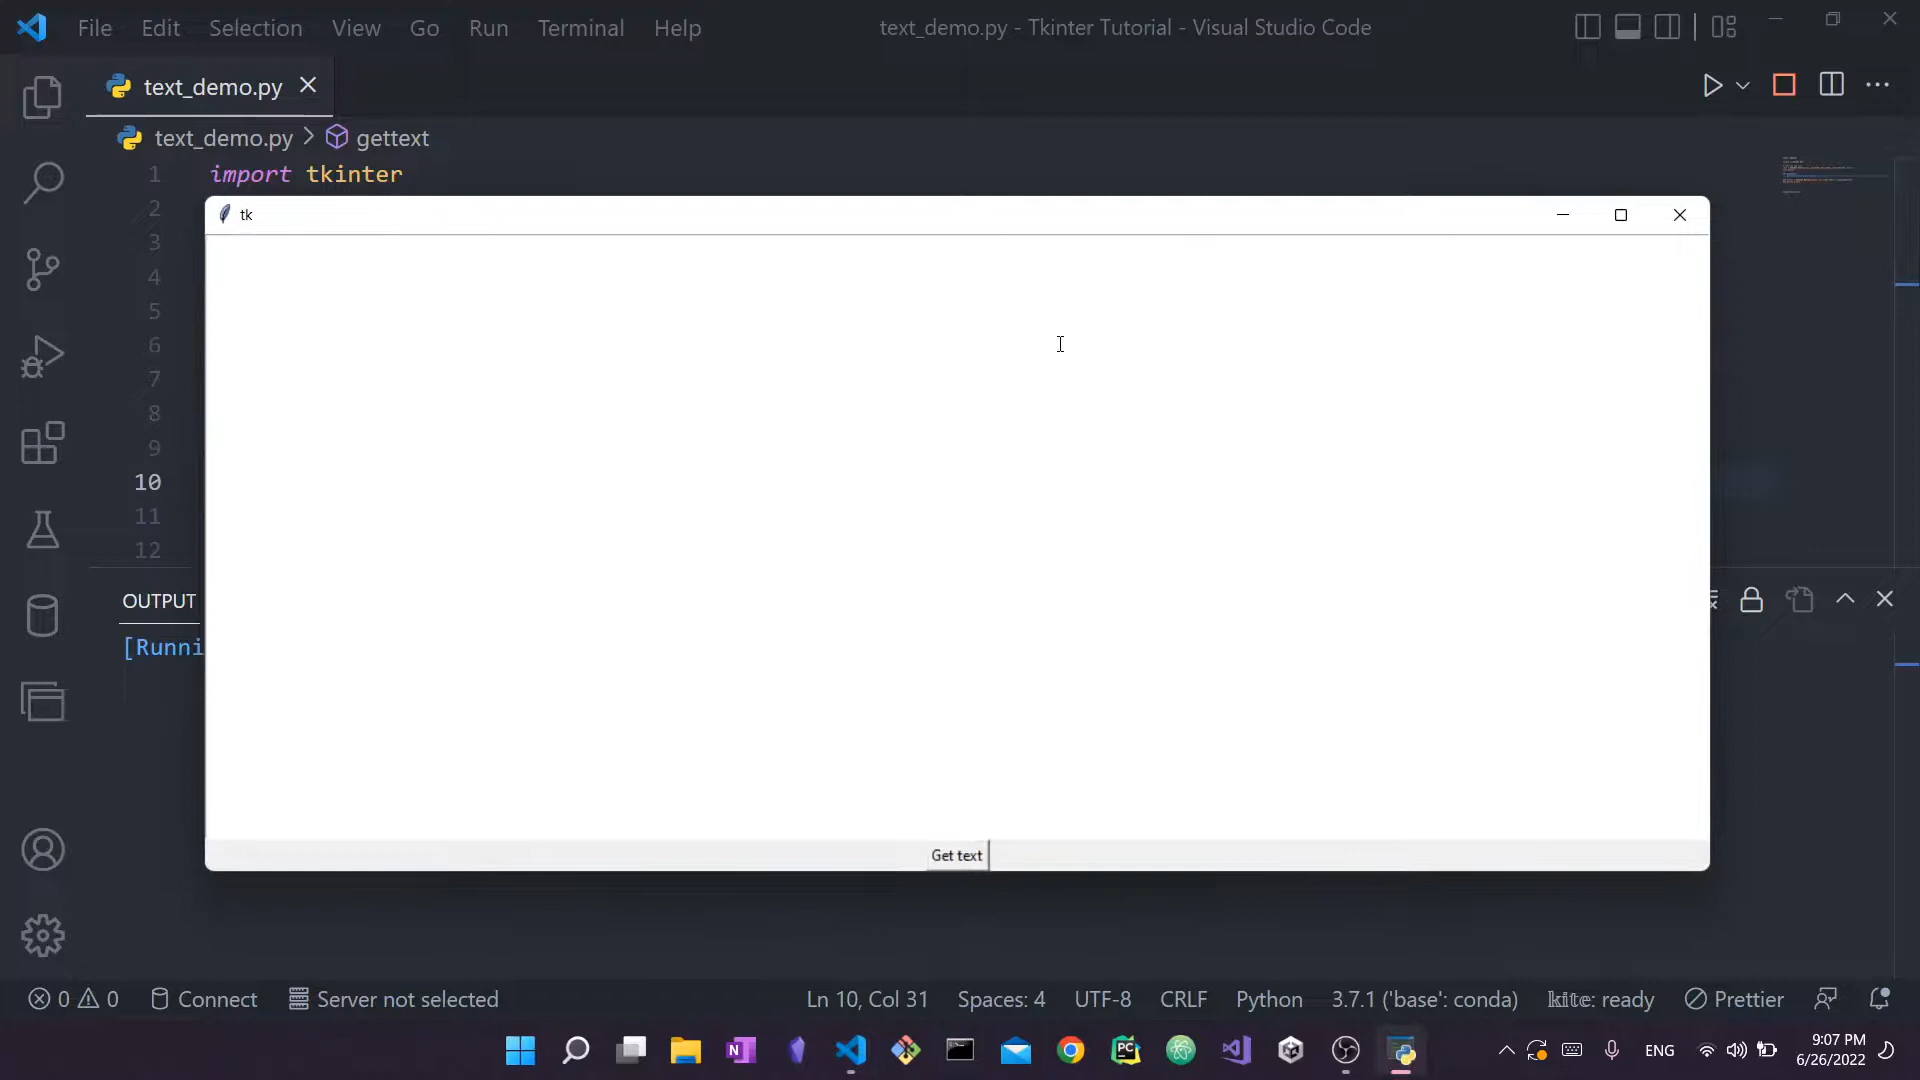 File Edit Selection View Go Run Terminal Help text_demo.py - Tkinter Tutorial - Visual Studio Code
text_demo.py
text_demo.py > gettext
1 import tkinter
2
tk
3
4
5
6
7
8
9
10
11
12
OUTPUT
[Runni
Get text
0 0 Connect Server not selected Ln 10, Col 31 Spaces: 4 UTF-8 CRLF Python 3.7.1 ('base': conda) kite: ready Prettier
ENG
9:07 PM
6/26/2022